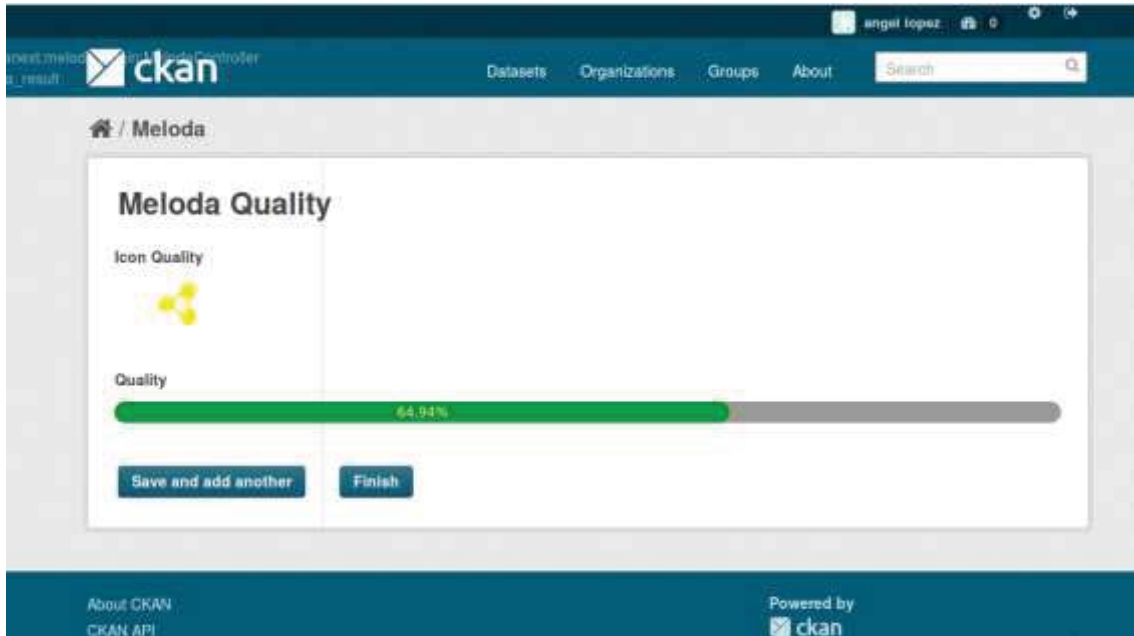 angel lopez 0
ckan
Datasets Organizations Groups About Search
/ Meloda
Meloda Quality
Icon Quality
Quality
64.94%
Save and add another Finish
About CKAN Powered by
CKAN API ckan